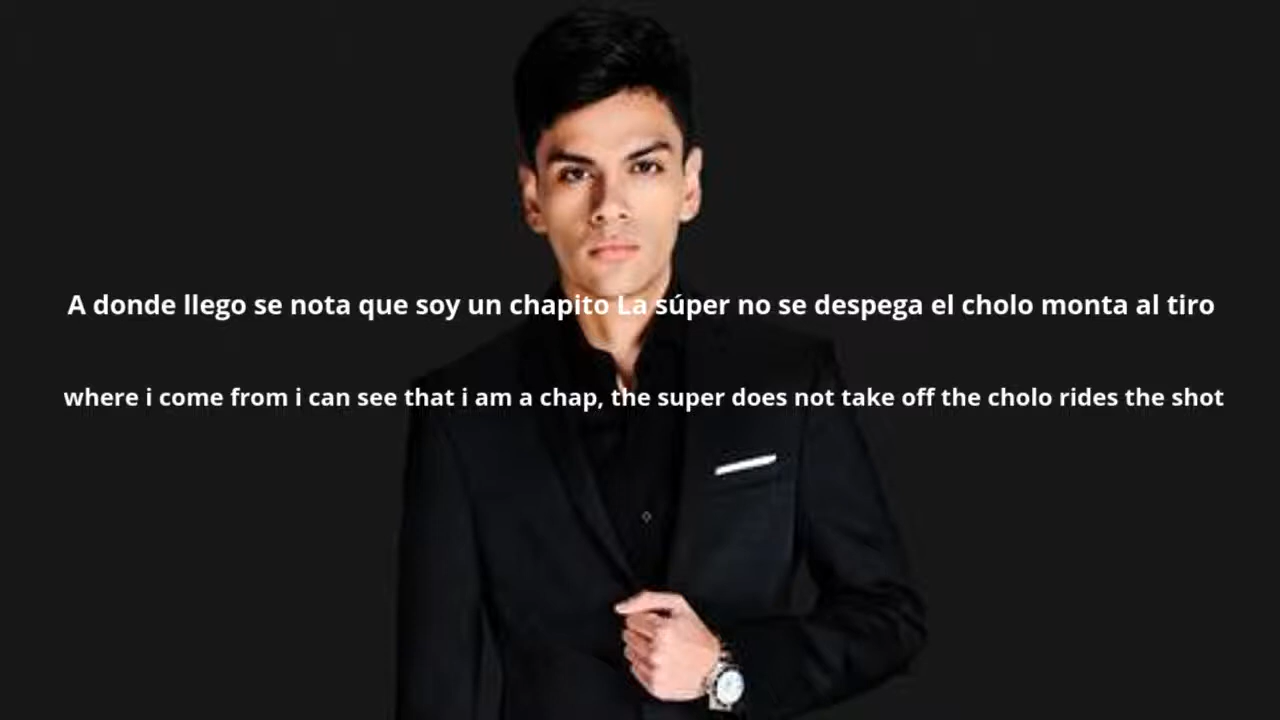 A donde llego se nota que soy un chapito La súper no se despega el cholo monta al tiro
where i come from i can see that i am a chap, the super does not take off the cholo rides the shot